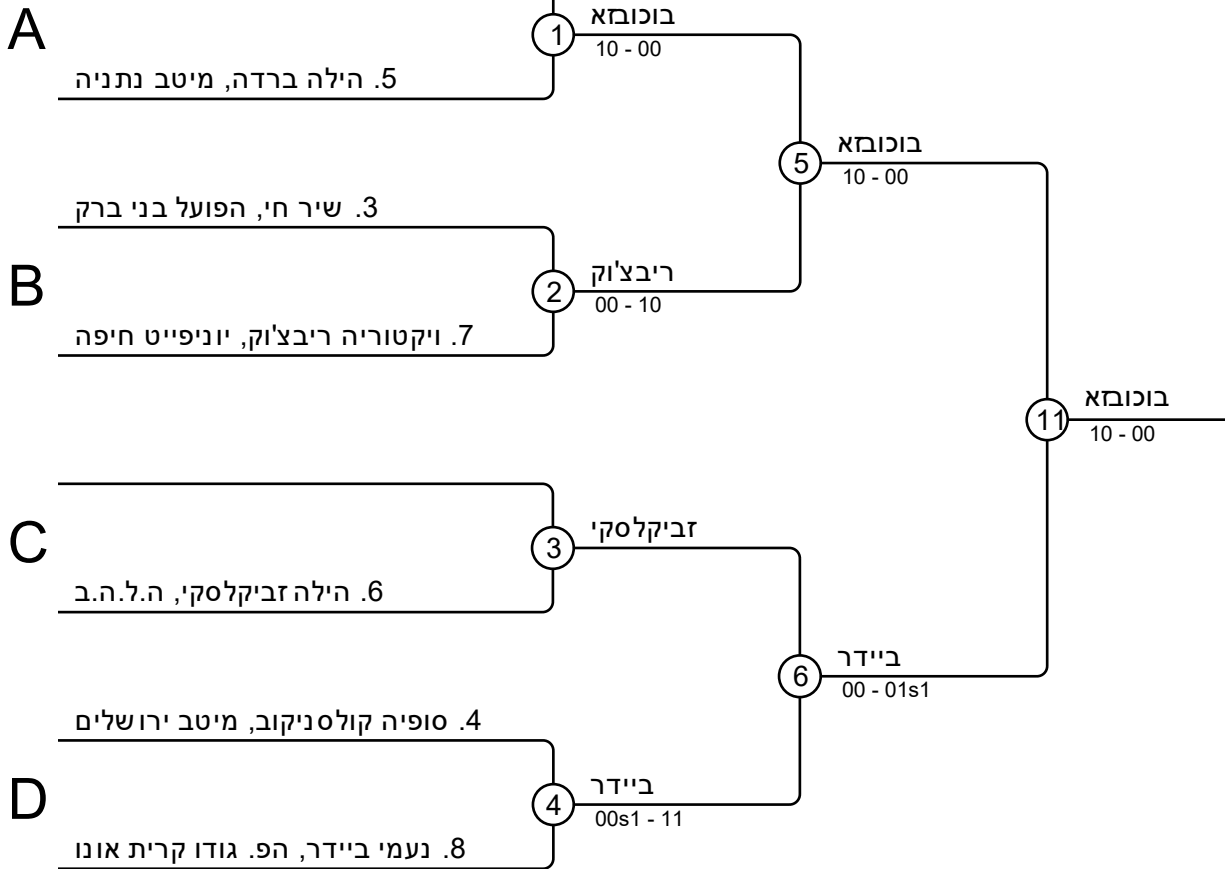 A
1
בוכובזא
10 - 00
5. הילה ברדה, מיטב נתניה
5
בוכובזא
10 - 00
3. שיר חי, הפועל בני ברק
B
2
ריבצ'וק
00 - 10
7. ויקטוריה ריבצ'וק, יוניפייט חיפה
11
בוכובזא
10 - 00
C
3
זביקלסקי
6. הילה זביקלסקי, ה.ל.ה.ב
6
ביידר
00 - 01s1
4. סופיה קולסניקוב, מיטב ירושלים
D
4
ביידר
00s1 - 11
8. נעמי ביידר, הפ. גודו קרית אונו